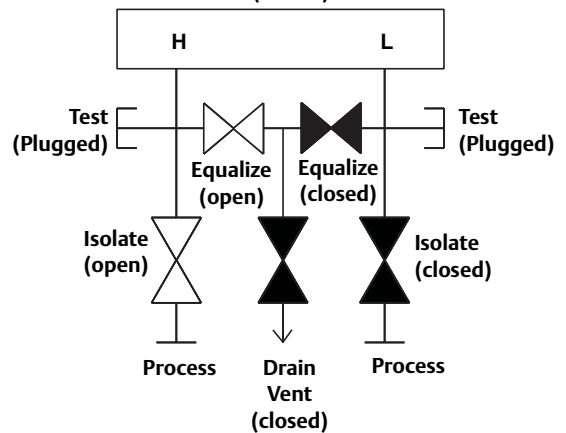 H
L
Test
(Plugged)
Test
(Plugged)
Equalize
(open)
Equalize
(closed)
Isolate
(open)
Isolate
(closed)
Process
Drain
Vent
(closed)
Process